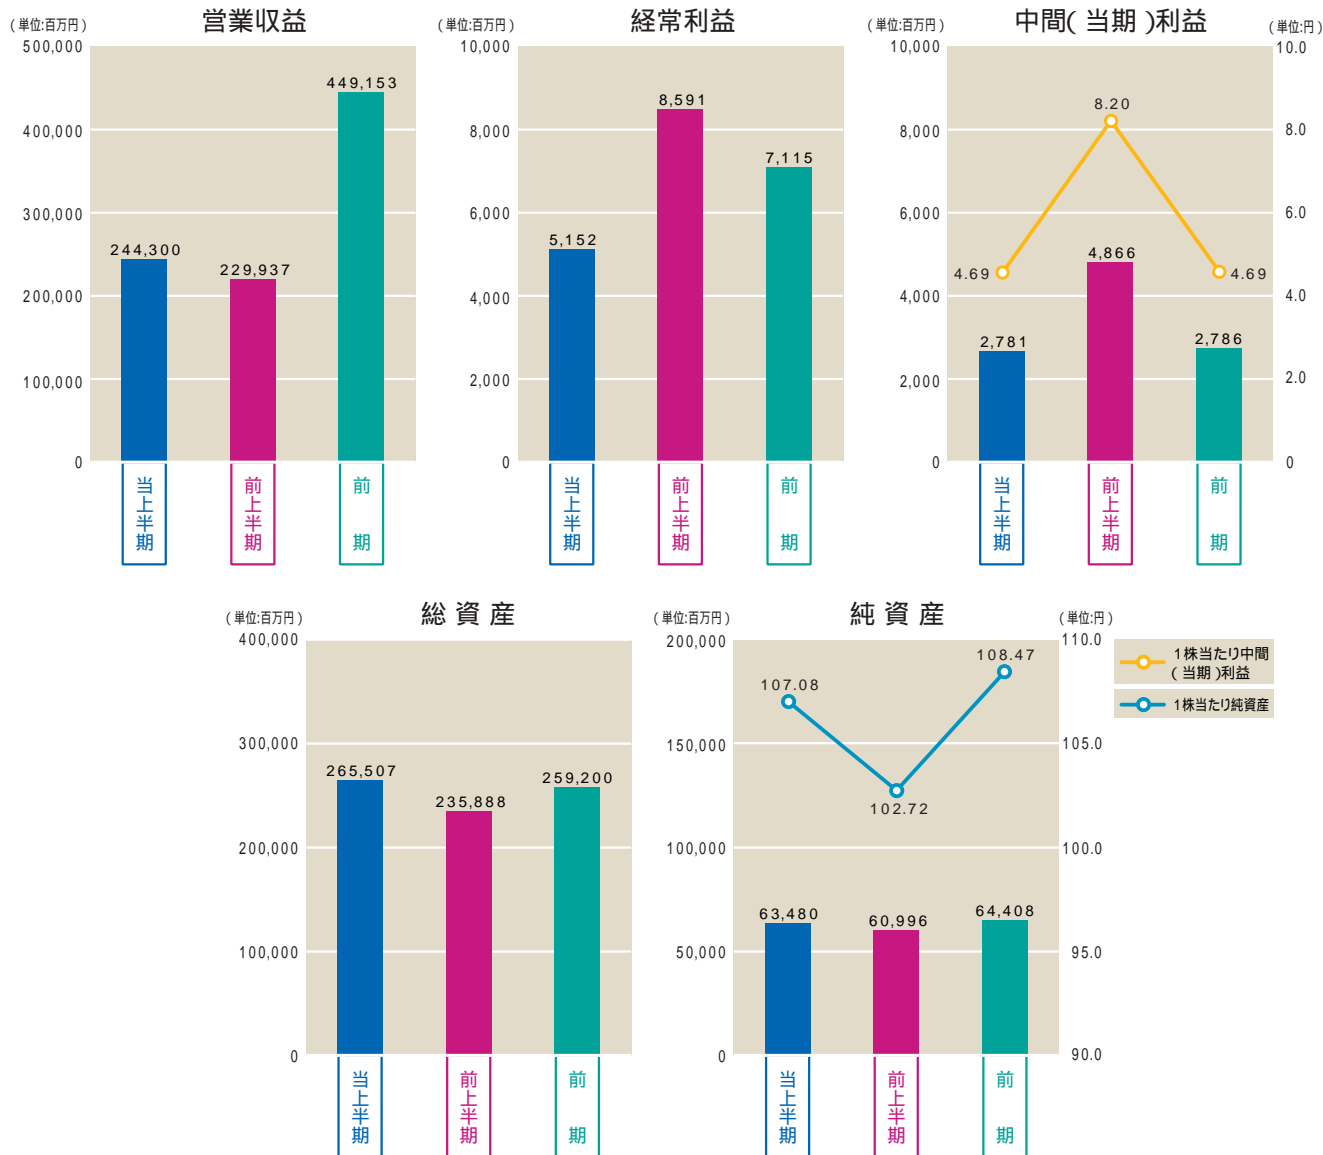 営業収益
(単位:百万円)
500,000
400,000
300,000
200,000
100,000
0
244,300
229,937
449,153
当上半期
前上半期
前期
経常利益
(単位:百万円)
10,000
8,000
6,000
4,000
2,000
0
5,152
8,591
7,115
当上半期
前上半期
前期
中間(当期)利益
(単位:百万円)
(単位:円)
10,000
8,000
6,000
4,000
2,000
0
10.0
8.0
6.0
4.0
2.0
0
4.69
8.20
4.69
2,781
4,866
2,786
当上半期
前上半期
前期
総資産
(単位:百万円)
400,000
300,000
200,000
100,000
0
265,507
235,888
259,200
当上半期
前上半期
前期
純資産
(単位:百万円)
(単位:円)
200,000
150,000
100,000
50,000
0
110.0
105.0
100.0
95.0
90.0
107.08
102.72
108.47
63,480
60,996
64,408
当上半期
前上半期
前期
1株当たり中間
(当期)利益
1株当たり純資産